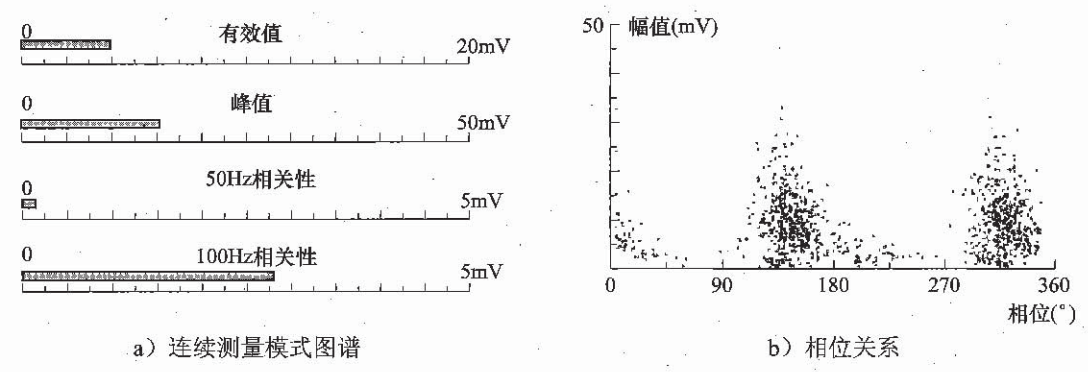 0
有效值
20mV
0
峰值
50mV
0
50Hz相关性
5mV
0
100Hz相关性
5mV
a）连续测量模式图谱
50
幅值(mV)
0 90 180 270 360
相位(°)
b）相位关系